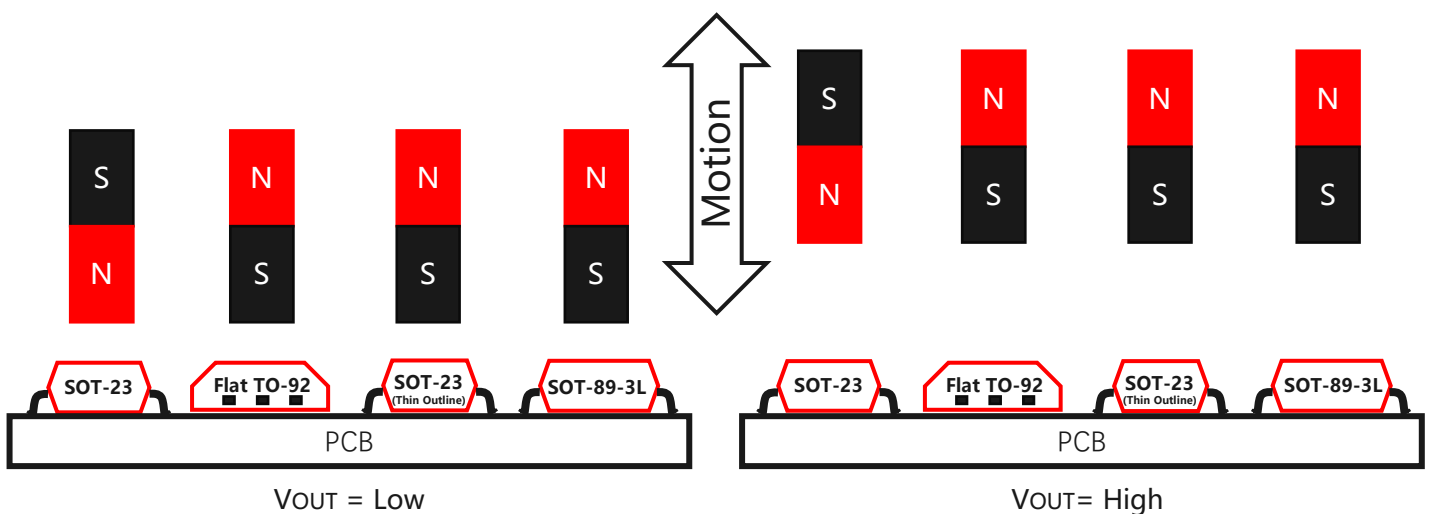 S N N N
N S S S
SOT-23 Flat TO-92 SOT-23 (Thin Outline) SOT-89-3L
PCB
VOUT = Low
Motion
S N N N
N S S S
SOT-23 Flat TO-92 SOT-23 (Thin Outline) SOT-89-3L
PCB
VOUT= High